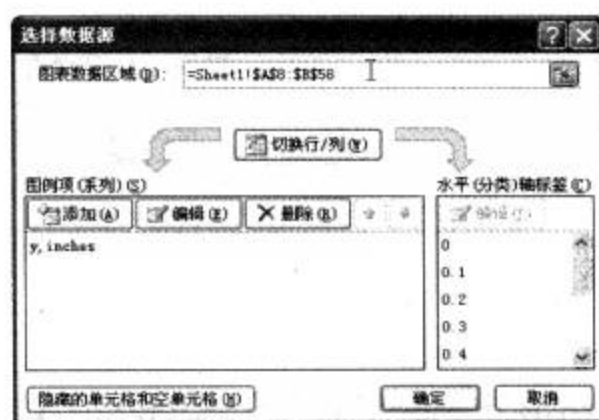 选择数据源
图表数据区域(D): =Sheet1!$A$8:$B$58
切换行/列(W)
图例项(系列)(S) 水平(分类)轴标签(C)
添加(A) 编辑(E) 删除(R) 编辑(T)
y, inches
0
0.1
0.2
0.3
0.4
隐藏的单元格和空单元格(H) 确定 取消